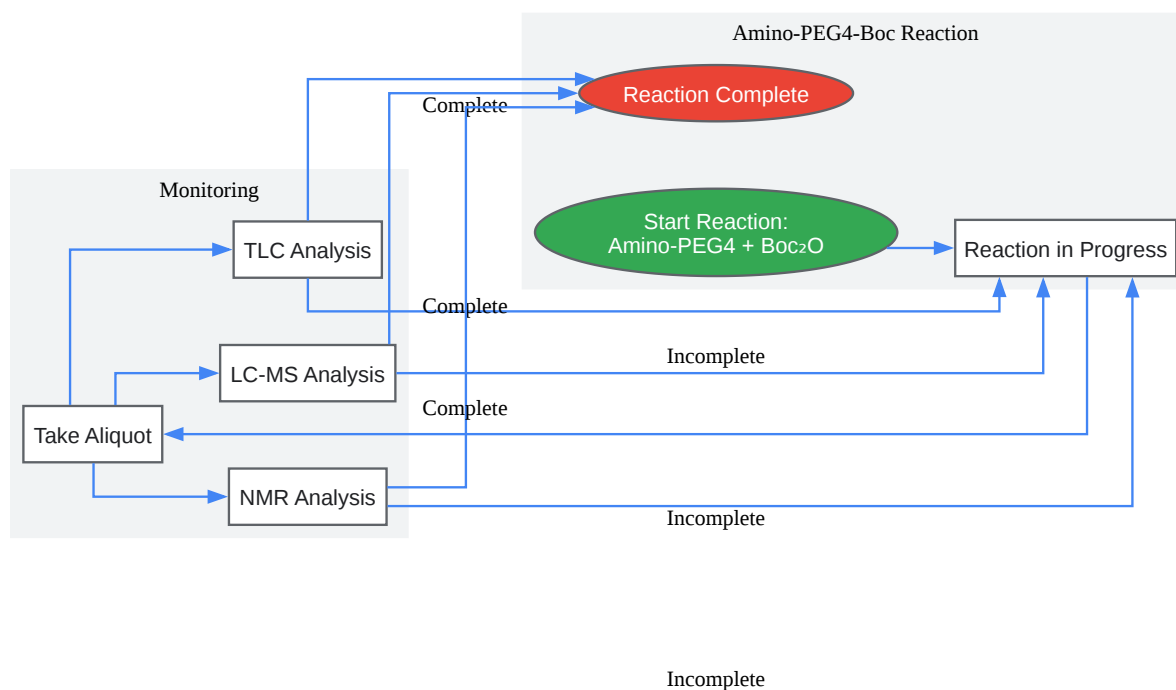 Amino-PEG4-Boc Reaction
Reaction Complete
Complete
Monitoring
Start Reaction:
Amino-PEG4 + Boc₂O
TLC Analysis
Reaction in Progress
Complete
Incomplete
LC-MS Analysis
Complete
Take Aliquot
NMR Analysis
Incomplete
Incomplete